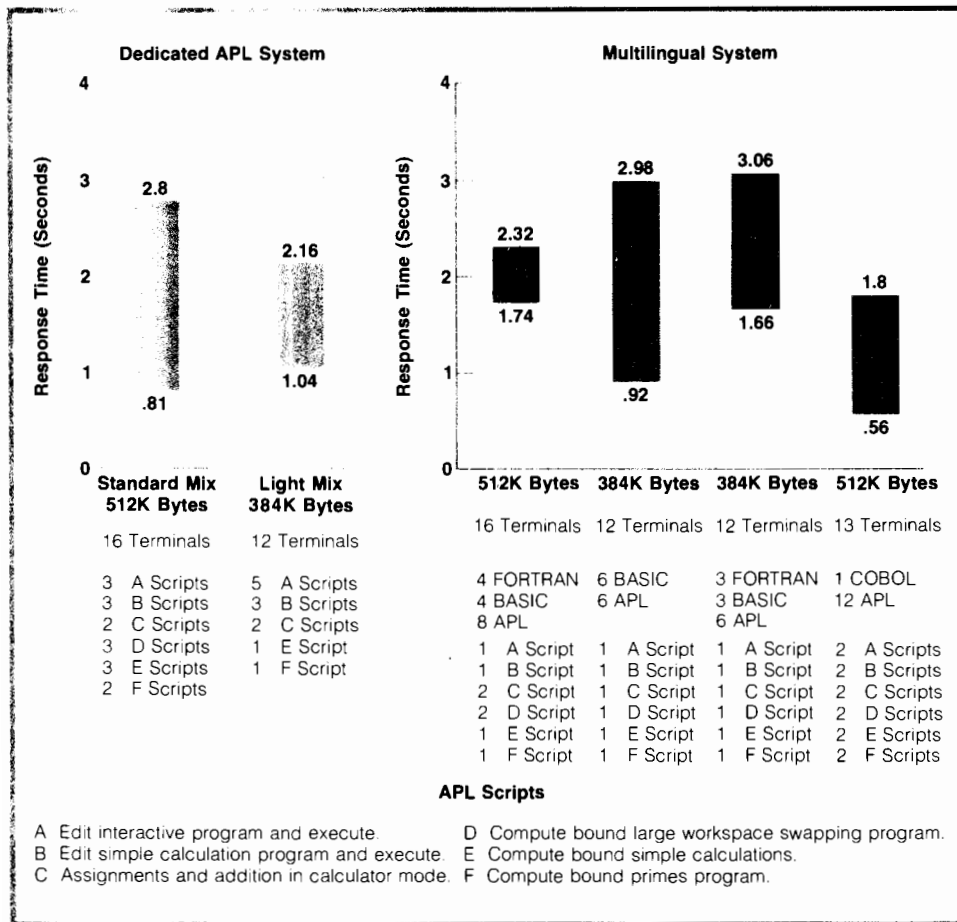 Dedicated APL System
4
3
2
1
0
Response Time (Seconds)
2.8
.81
2.16
1.04
Standard Mix
512K Bytes
16 Terminals
3 A Scripts
3 B Scripts
2 C Scripts
3 D Scripts
3 E Scripts
2 F Scripts
Light Mix
384K Bytes
12 Terminals
5 A Scripts
3 B Scripts
2 C Scripts
1 E Script
1 F Script
Multilingual System
4
3
2
1
0
Response Time (Seconds)
2.32
1.74
2.98
.92
3.06
1.66
1.8
.56
512K Bytes
16 Terminals
4 FORTRAN
4 BASIC
8 APL
1 A Script
1 B Script
2 C Script
2 D Script
1 E Script
1 F Script
384K Bytes
12 Terminals
6 BASIC
6 APL
1 A Script
1 B Script
1 C Script
1 D Script
1 E Script
1 F Script
384K Bytes
12 Terminals
3 FORTRAN
3 BASIC
6 APL
1 A Script
1 B Script
1 C Script
1 D Script
1 E Script
1 F Script
512K Bytes
13 Terminals
1 COBOL
12 APL
2 A Scripts
2 B Scripts
2 C Scripts
2 D Scripts
2 E Scripts
2 F Scripts
APL Scripts
A Edit interactive program and execute.
B Edit simple calculation program and execute.
C Assignments and addition in calculator mode.
D Compute bound large workspace swapping program.
E Compute bound simple calculations.
F Compute bound primes program.